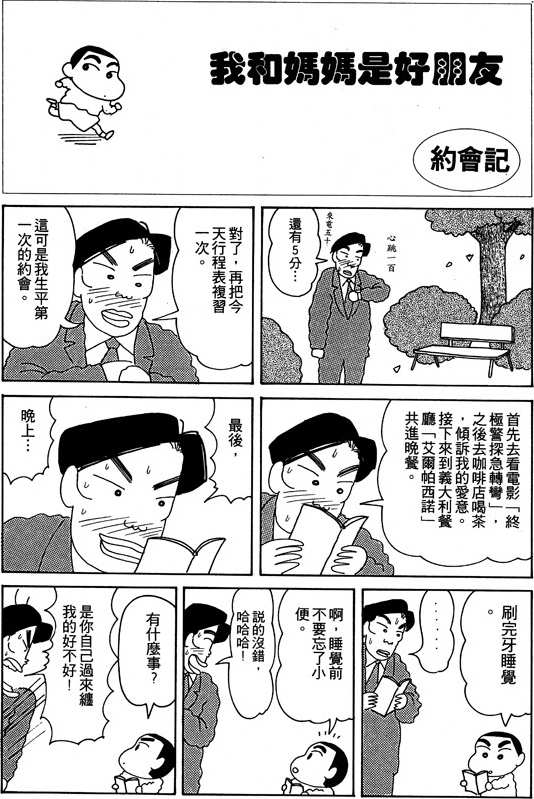 我和媽媽是好朋友
約會記
心跳一百
來電五十
還有5分…
對了，再把今
天行程表複習
一次。
這可是我生平第
一次的約會。
首先去看電影「終
極警探急轉彎」，
之後去咖啡店喝茶
，傾訴我的愛意。
接下來到義大利餐
廳「艾爾帕西諾」
共進晚餐。
最後，
晚上…
刷完牙睡覺
。
．．．．．
啊，睡覺前
不要忘了小
便。
說的沒錯，
哈哈哈！
有什麼事？
是你自己過來纏
我的好不好！